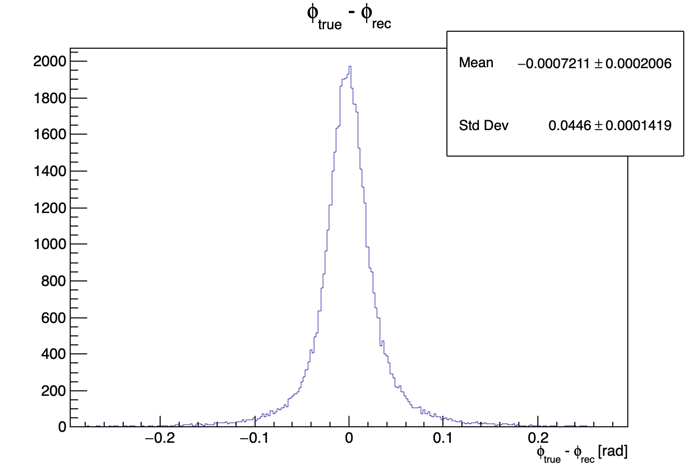 ϕtrue - ϕrec
Mean −0.0007211 ± 0.0002006
Std Dev 0.0446 ± 0.0001419
2000
1800
1600
1400
1200
1000
800
600
400
200
0
−0.2 −0.1 0 0.1 0.2
ϕtrue - ϕrec [rad]